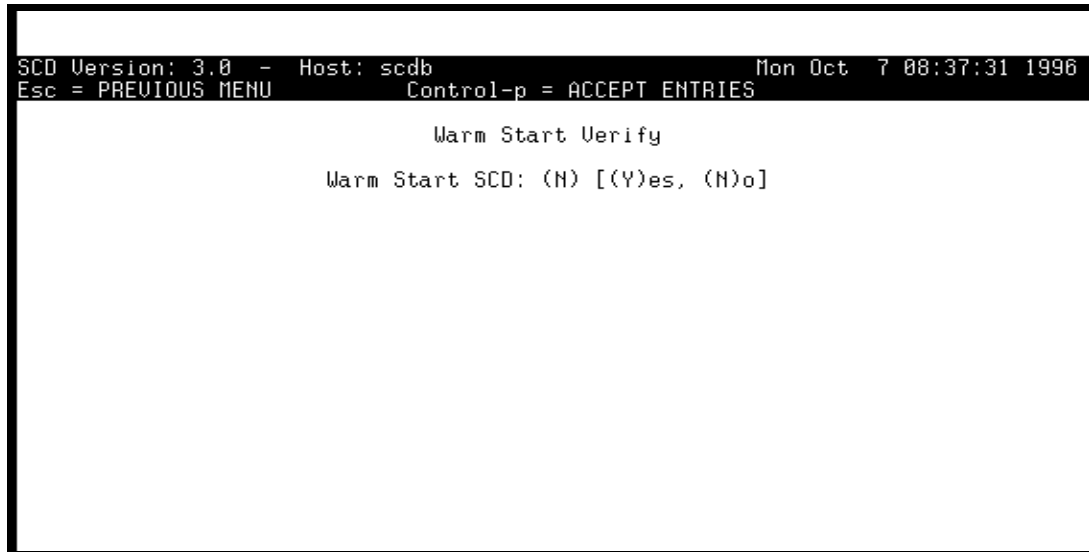 SCD Version: 3.0 - Host: scdb Mon Oct 7 08:37:31 1996
Esc = PREVIOUS MENU Control-p = ACCEPT ENTRIES
Warm Start Verify
Warm Start SCD: (N) [(Y)es, (N)o]